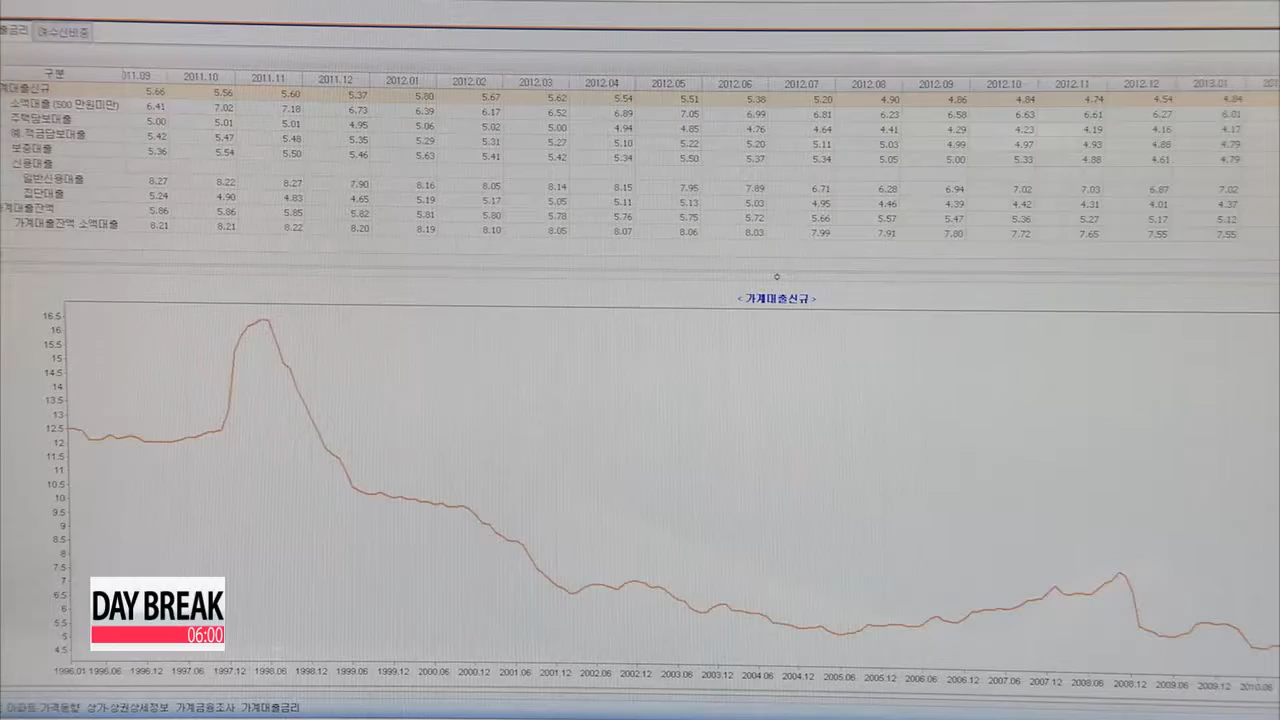 출금리 여수신비중
구분 011.09 2011.10 2011.11 2011.12 2012.01 2012.02 2012.03 2012.04 2012.05 2012.06 2012.07 2012.08 2012.09 2012.10 2012.11 2012.12 2013.01
계대출신규 5.66 5.56 5.60 5.37 5.80 5.67 5.62 5.54 5.51 5.38 5.20 4.90 4.86 4.84 4.74 4.54 4.84
소액대출 (500 만원미만) 6.41 7.02 7.18 6.73 6.39 6.17 6.52 6.89 7.05 6.99 6.81 6.23 6.58 6.63 6.61 6.27 6.01
주택담보대출 5.00 5.01 5.01 4.95 5.06 5.02 5.00 4.94 4.85 4.76 4.64 4.41 4.29 4.23 4.19 4.16 4.17
예.적금담보대출 5.42 5.47 5.48 5.35 5.29 5.31 5.27 5.10 5.22 5.20 5.11 5.03 4.99 4.97 4.93 4.88 4.79
보증대출 5.36 5.54 5.50 5.46 5.63 5.41 5.42 5.34 5.50 5.37 5.34 5.05 5.00 5.33 4.88 4.61 4.79
신용대출
일반신용대출 8.27 8.22 8.27 7.90 8.16 8.05 8.14 8.15 7.95 7.89 6.71 6.28 6.94 7.02 7.03 6.87 7.02
집단대출 5.24 4.90 4.83 4.65 5.19 5.17 5.05 5.11 5.13 5.03 4.95 4.46 4.39 4.42 4.31 4.01 4.37
계대출잔액 5.86 5.86 5.85 5.82 5.81 5.80 5.78 5.76 5.75 5.72 5.66 5.57 5.47 5.36 5.27 5.17 5.12
가계대출잔액 소액대출 8.21 8.21 8.22 8.20 8.19 8.10 8.05 8.07 8.06 8.03 7.99 7.91 7.80 7.72 7.65 7.55 7.55
<가계대출신규>
16.5
16
15.5
15
14.5
14
13.5
13
12.5
12
11.5
11
10.5
10
9.5
9
8.5
8
7.5
7
6.5
6
5.5
5
4.5
DAY BREAK
06:00
1996.01 1996.06 1996.12 1997.06 1997.12 1998.06 1998.12 1999.06 1999.12 2000.06 2000.12 2001.06 2001.12 2002.06 2002.12 2003.06 2003.12 2004.06 2004.12 2005.06 2005.12 2006.06 2006.12 2007.06 2007.12 2008.06 2008.12 2009.06 2009.12 2010.06
아파트 가격동향 상가·상권상세정보 가계금융조사 가계대출금리